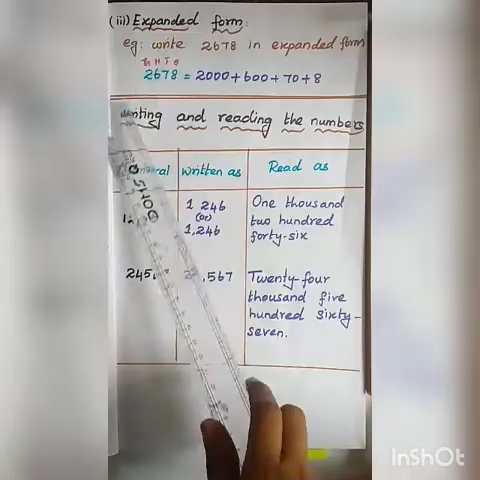 (iii) Expanded form:
eg: write 2678 in expanded form
Th H T O
2678 = 2000+600+70+8
and reading the numbers
written as Read as
1 246 One thousand
(or) two hundred
1,246 forty-six
Twenty-four
thousand five
hundred sixty-
seven.
DOMS
InShOt